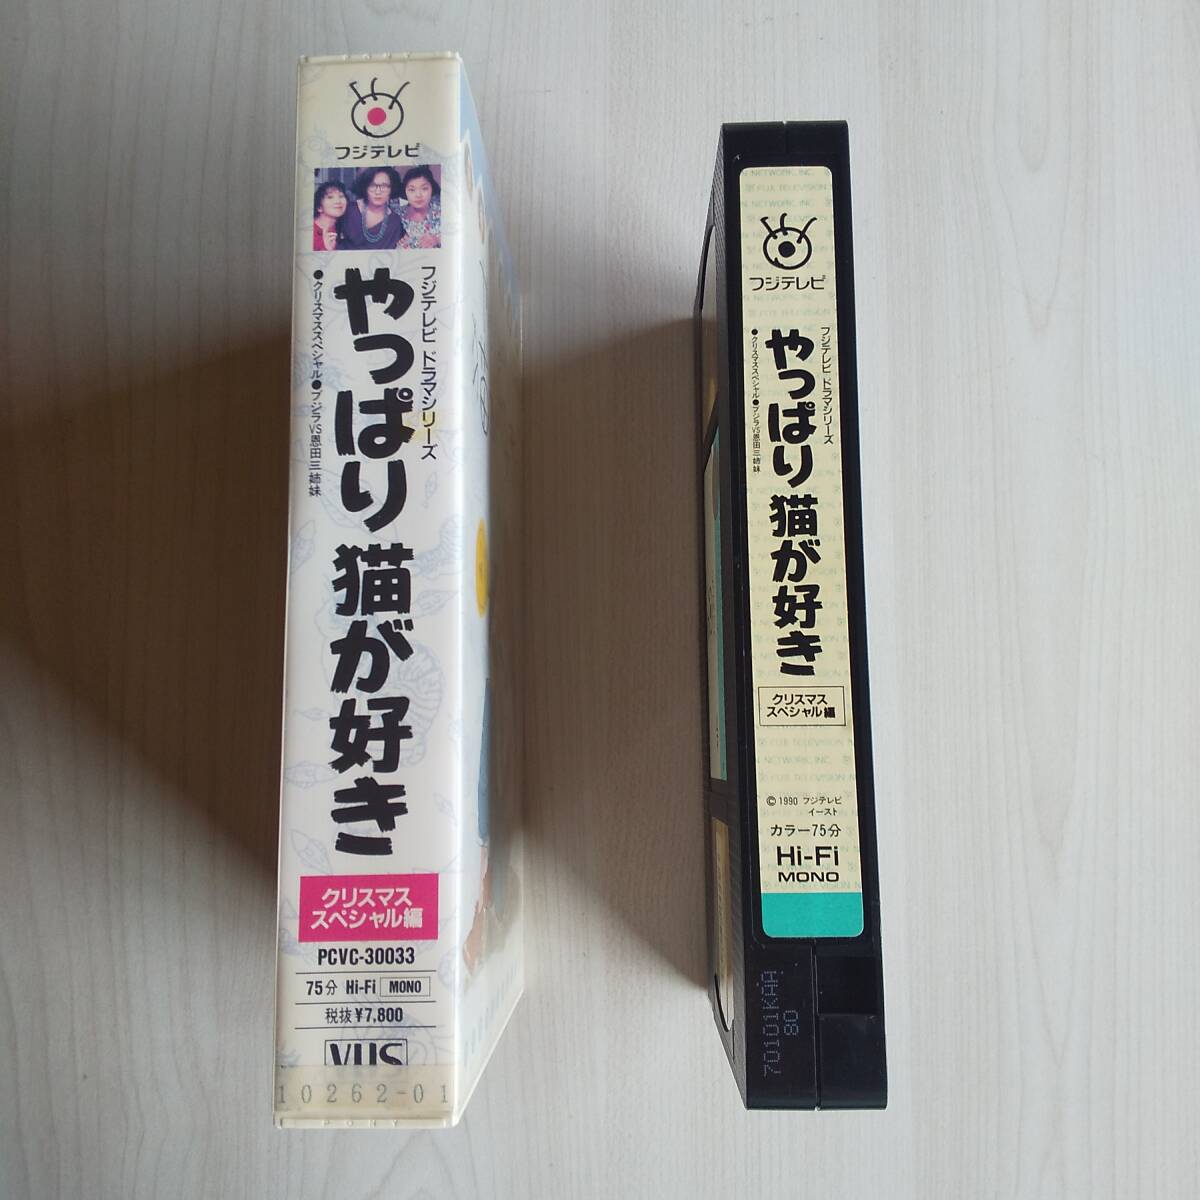 フジテレビ
フジテレビ ドラマシリーズ
やっぱり猫が好き
●クリスマススペシャル●フジラVS恩田三姉妹
クリスマス
スペシャル編
PCVC-30033
75分 Hi-Fi MONO
税抜¥7,800
VHS
10262-01
フジテレビ
フジテレビ ドラマシリーズ
やっぱり猫が好き
●クリスマススペシャル●フジラVS恩田三姉妹
クリスマス
スペシャル編
© 1990 フジテレビ
イースト
カラー75分
Hi-Fi
MONO
70101KAA
80